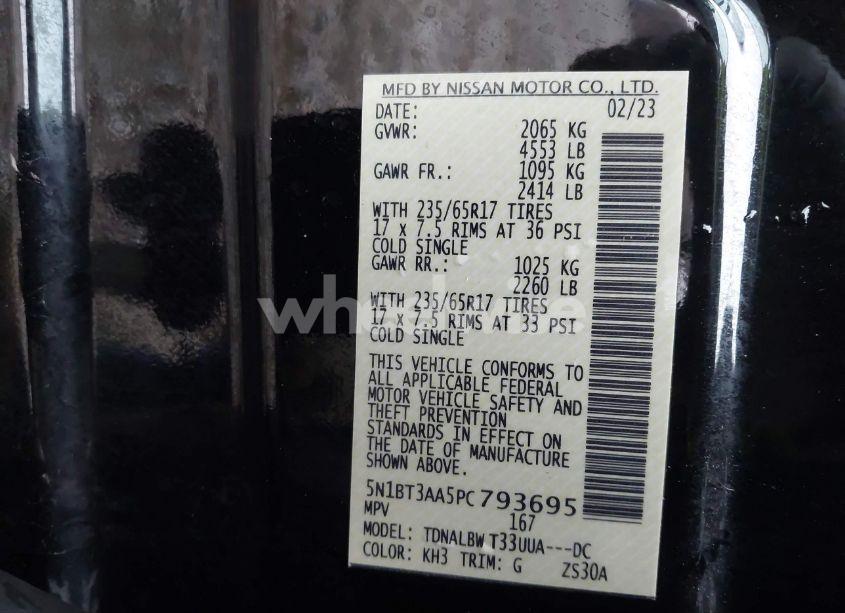 MFD BY NISSAN MOTOR CO., LTD.
DATE: 02/23
GVWR: 2065 KG
4553 LB
GAWR FR.: 1095 KG
2414 LB
WITH 235/65R17 TIRES
17 x 7.5 RIMS AT 36 PSI
COLD SINGLE
GAWR RR.: 1025 KG
2260 LB
WITH 235/65R17 TIRES
17 x 7.5 RIMS AT 33 PSI
COLD SINGLE
THIS VEHICLE CONFORMS TO
ALL APPLICABLE FEDERAL
MOTOR VEHICLE SAFETY AND
THEFT PREVENTION
STANDARDS IN EFFECT ON
THE DATE OF MANUFACTURE
SHOWN ABOVE.
5N1BT3AA5PC793695
MPV 167
MODEL: TDNALBW T33UUA---DC
COLOR: KH3 TRIM: G ZS30A